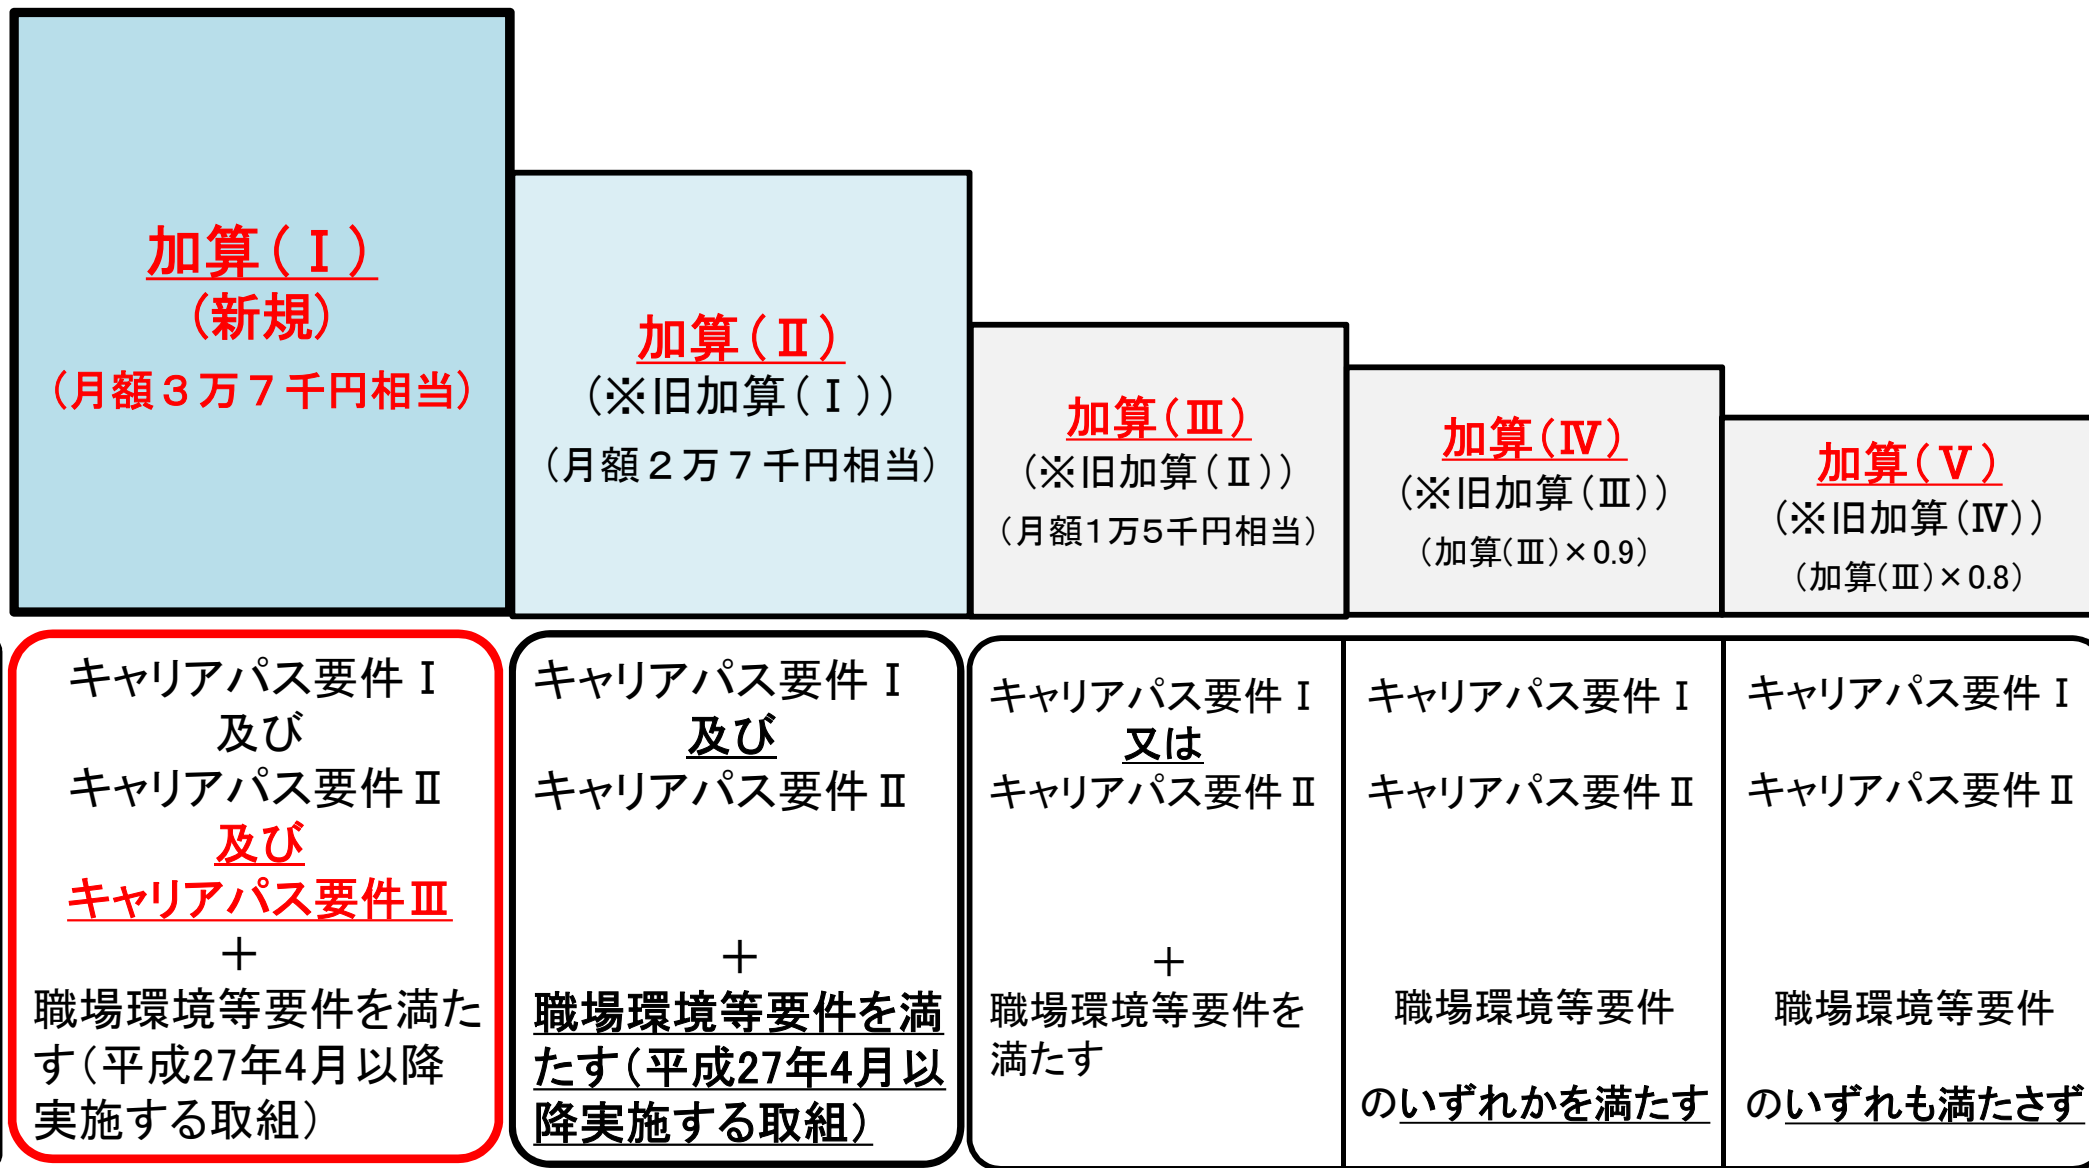 加算(Ⅰ)
(新規)
(月額３万７千円相当)
加算(Ⅱ)
(※旧加算(Ⅰ))
(月額２万７千円相当)
加算(Ⅲ)
(※旧加算(Ⅱ))
(月額1万5千円相当)
加算(Ⅳ)
(※旧加算(Ⅲ))
(加算(Ⅲ)×0.9)
加算(Ⅴ)
(※旧加算(Ⅳ))
(加算(Ⅲ)×0.8)
キャリアパス要件Ⅰ
及び
キャリアパス要件Ⅱ
及び
キャリアパス要件Ⅲ
＋
職場環境等要件を満た
す(平成27年4月以降
実施する取組)
キャリアパス要件Ⅰ
及び
キャリアパス要件Ⅱ
＋
職場環境等要件を満
たす(平成27年4月以
降実施する取組)
キャリアパス要件Ⅰ
又は
キャリアパス要件Ⅱ
＋
職場環境等要件を
満たす
キャリアパス要件Ⅰ
キャリアパス要件Ⅱ
職場環境等要件
のいずれかを満たす
キャリアパス要件Ⅰ
キャリアパス要件Ⅱ
職場環境等要件
のいずれも満たさず